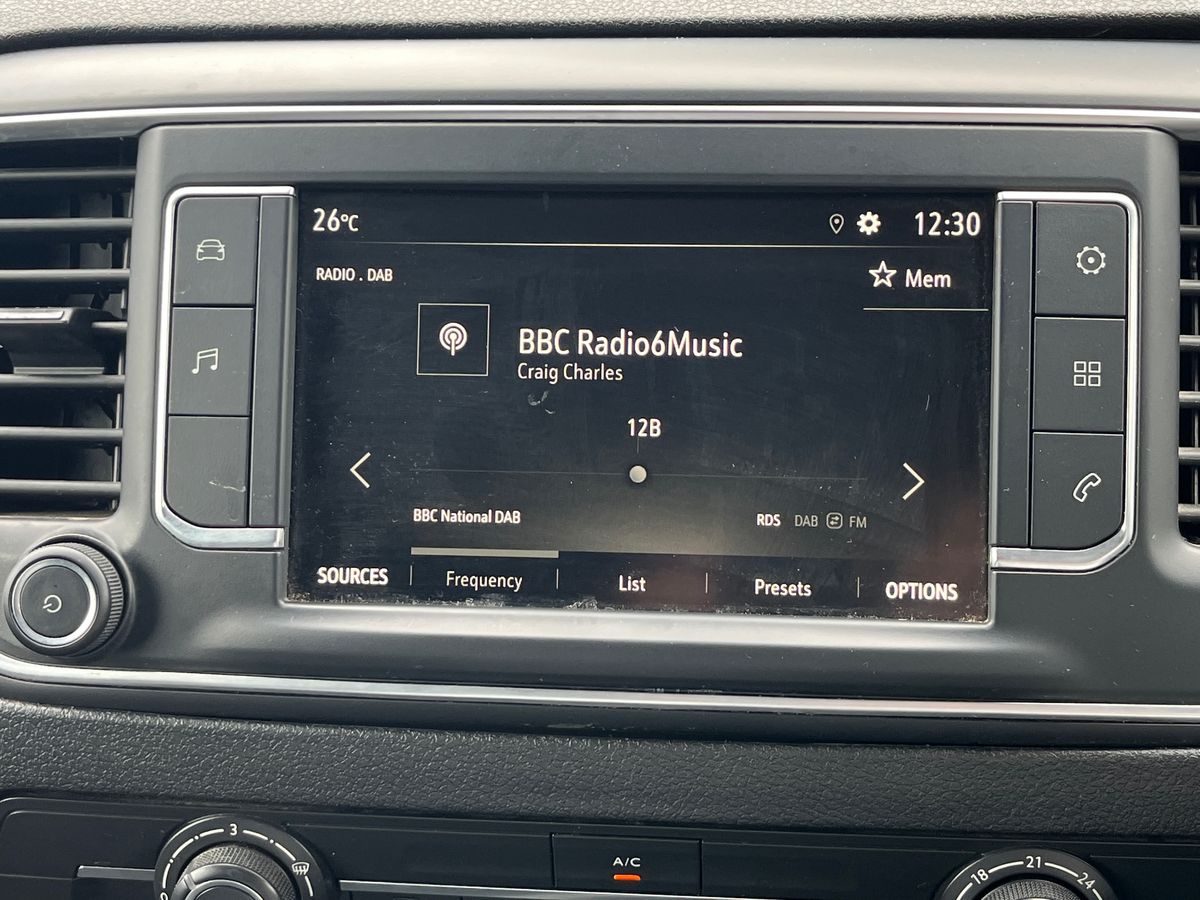 26°C 12:30
RADIO . DAB
Mem
BBC Radio6Music
Craig Charles
12B
BBC National DAB RDS DAB FM
SOURCES Frequency List Presets OPTIONS
3 A/C 18 21 24